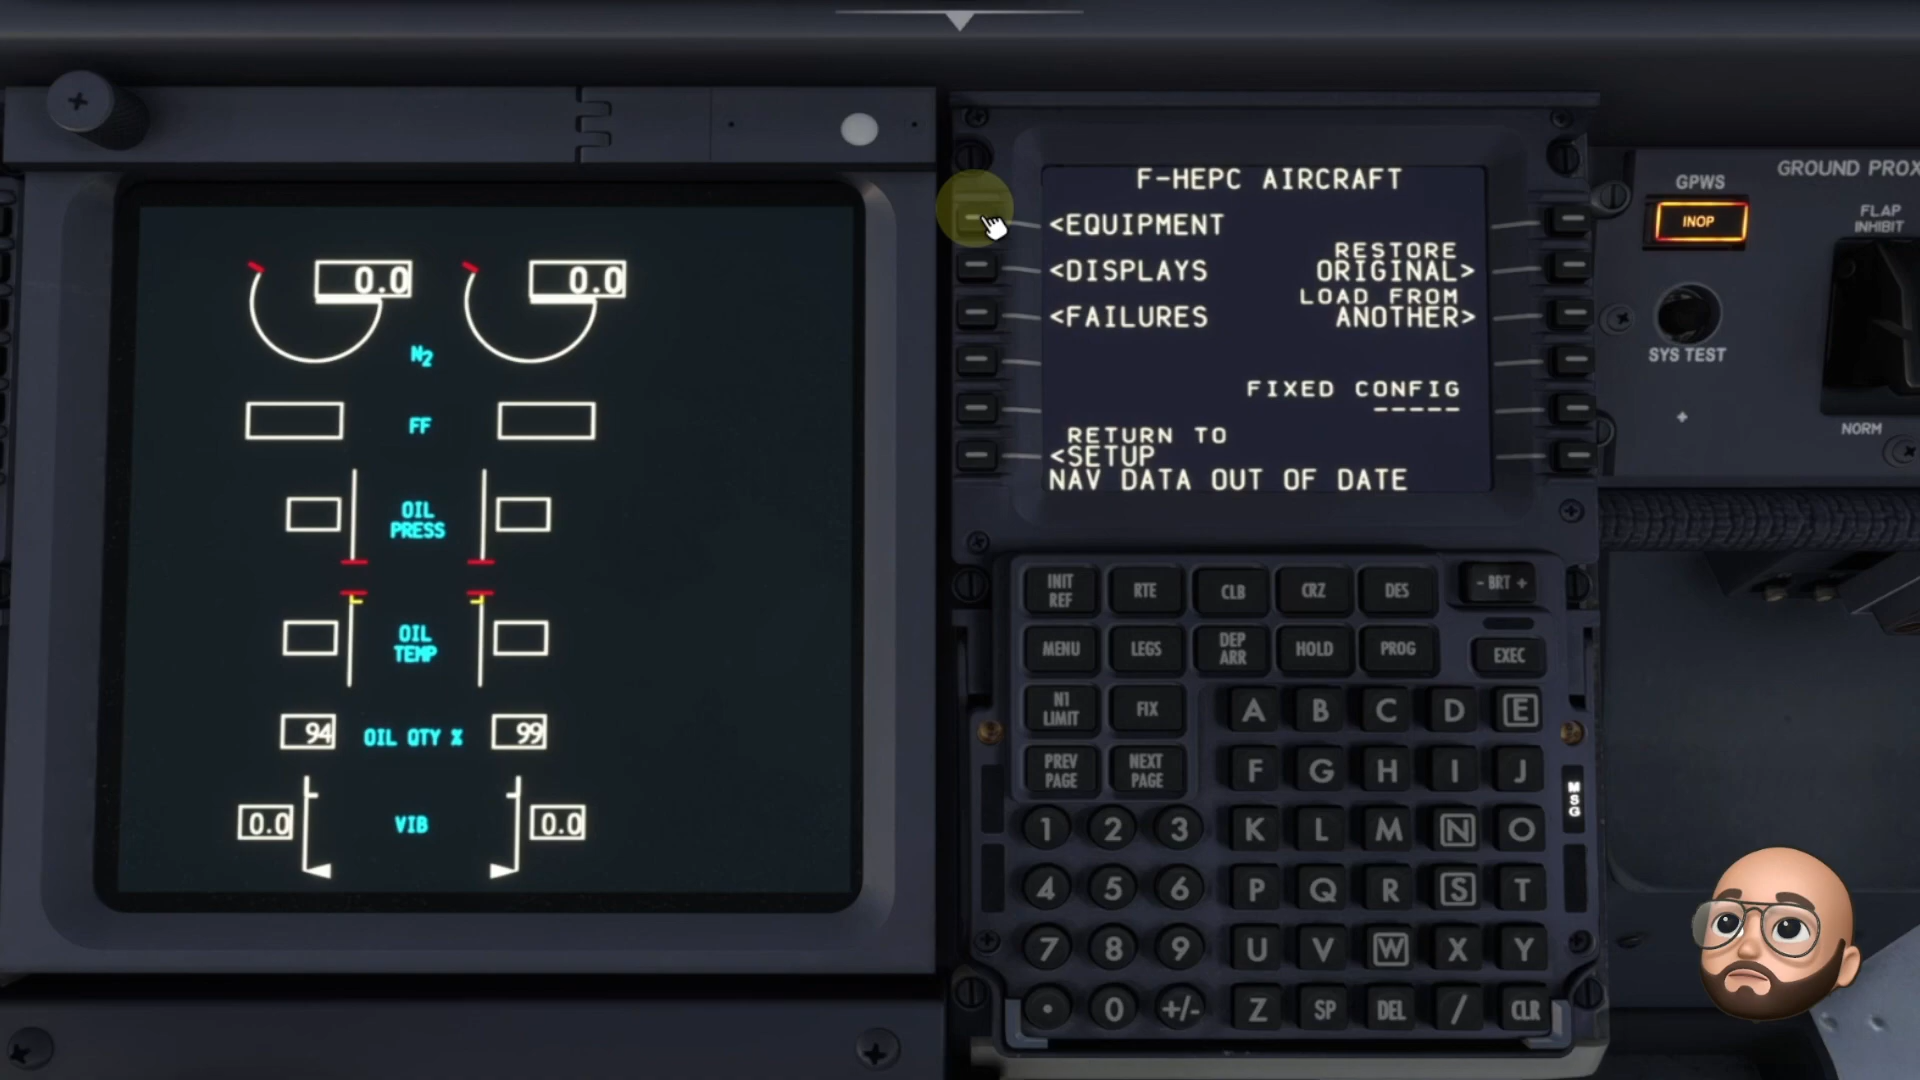 0.0
0.0
N2
FF
OIL
PRESS
OIL
TEMP
94
OIL QTY %
99
0.0
VIB
0.0
F-HEPC AIRCRAFT
<EQUIPMENT
RESTORE
<DISPLAYS
ORIGINAL>
LOAD FROM
<FAILURES
ANOTHER>
FIXED CONFIG
-----
RETURN TO
<SETUP
NAV DATA OUT OF DATE
INIT
REF
RTE
CLB
CRZ
DES
- BRT +
MENU
LEGS
DEP
ARR
HOLD
PROG
EXEC
N1
LIMIT
FIX
A B C D E
PREV
PAGE
NEXT
PAGE
F G H I J
MSG
1 2 3 K L M N O
4 5 6 P Q R S T
7 8 9 U V W X Y
. 0 +/- Z SP DEL / CLR
GROUND PROX
GPWS
INOP
FLAP
INHIBIT
SYS TEST
NORM